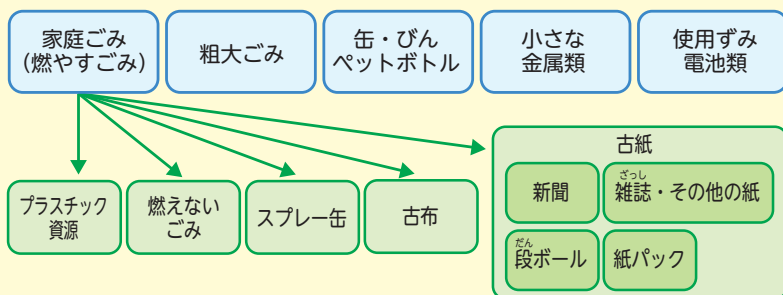 家庭ごみ
(燃やすごみ)
粗大ごみ
缶・びん
ペットボトル
小さな
金属類
使用ずみ
電池類
プラスチック
資源
燃えない
ごみ
スプレー缶
古布
古紙
新聞
ざっし
雑誌・その他の紙
だん
段ボール
紙パック